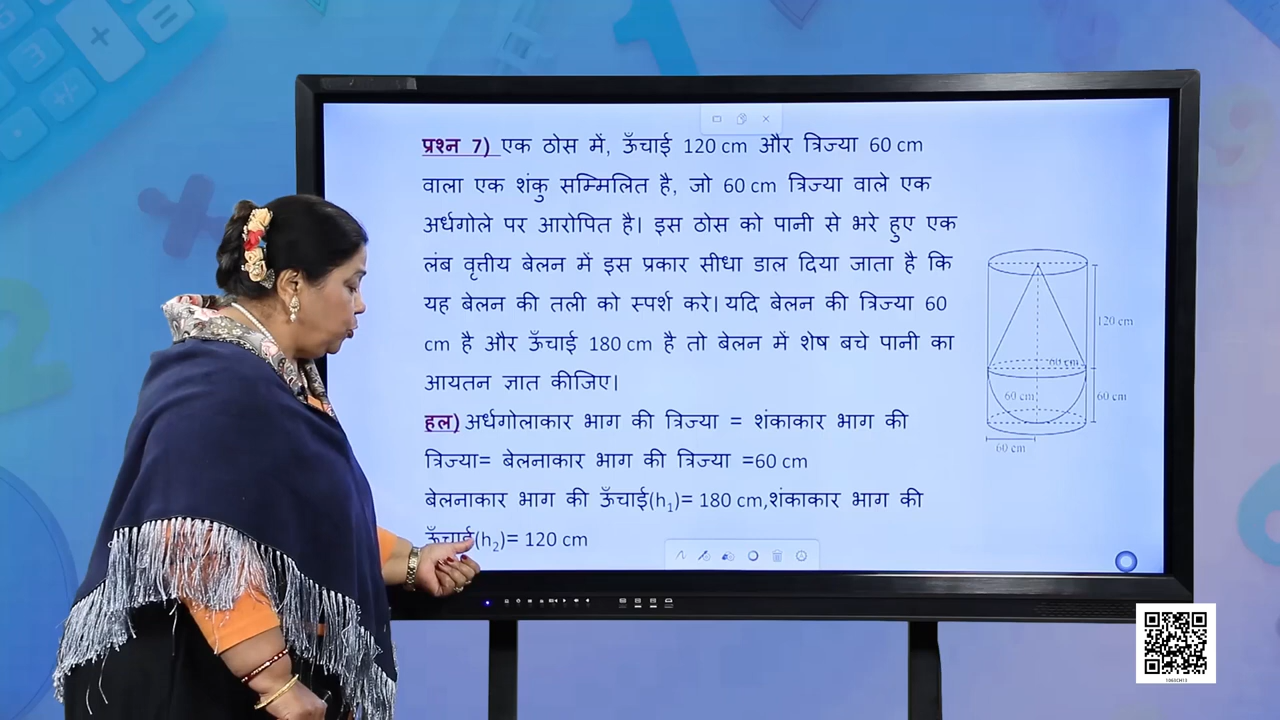 प्रश्न 7) एक ठोस में, ऊँचाई 120 cm और त्रिज्या 60 cm
वाला एक शंकु सम्मिलित है, जो 60 cm त्रिज्या वाले एक
अर्धगोले पर आरोपित है। इस ठोस को पानी से भरे हुए एक
लंब वृत्तीय बेलन में इस प्रकार सीधा डाल दिया जाता है कि
यह बेलन की तली को स्पर्श करे। यदि बेलन की त्रिज्या 60
cm है और ऊँचाई 180 cm है तो बेलन में शेष बचे पानी का
आयतन ज्ञात कीजिए।
हल) अर्धगोलाकार भाग की त्रिज्या = शंकाकार भाग की
त्रिज्या= बेलनाकार भाग की त्रिज्या =60 cm
बेलनाकार भाग की ऊँचाई(h₁)= 180 cm,शंकाकार भाग की
ऊँचाई(h₂)= 120 cm
120 cm
60 cm
60 cm
60 cm
60 cm